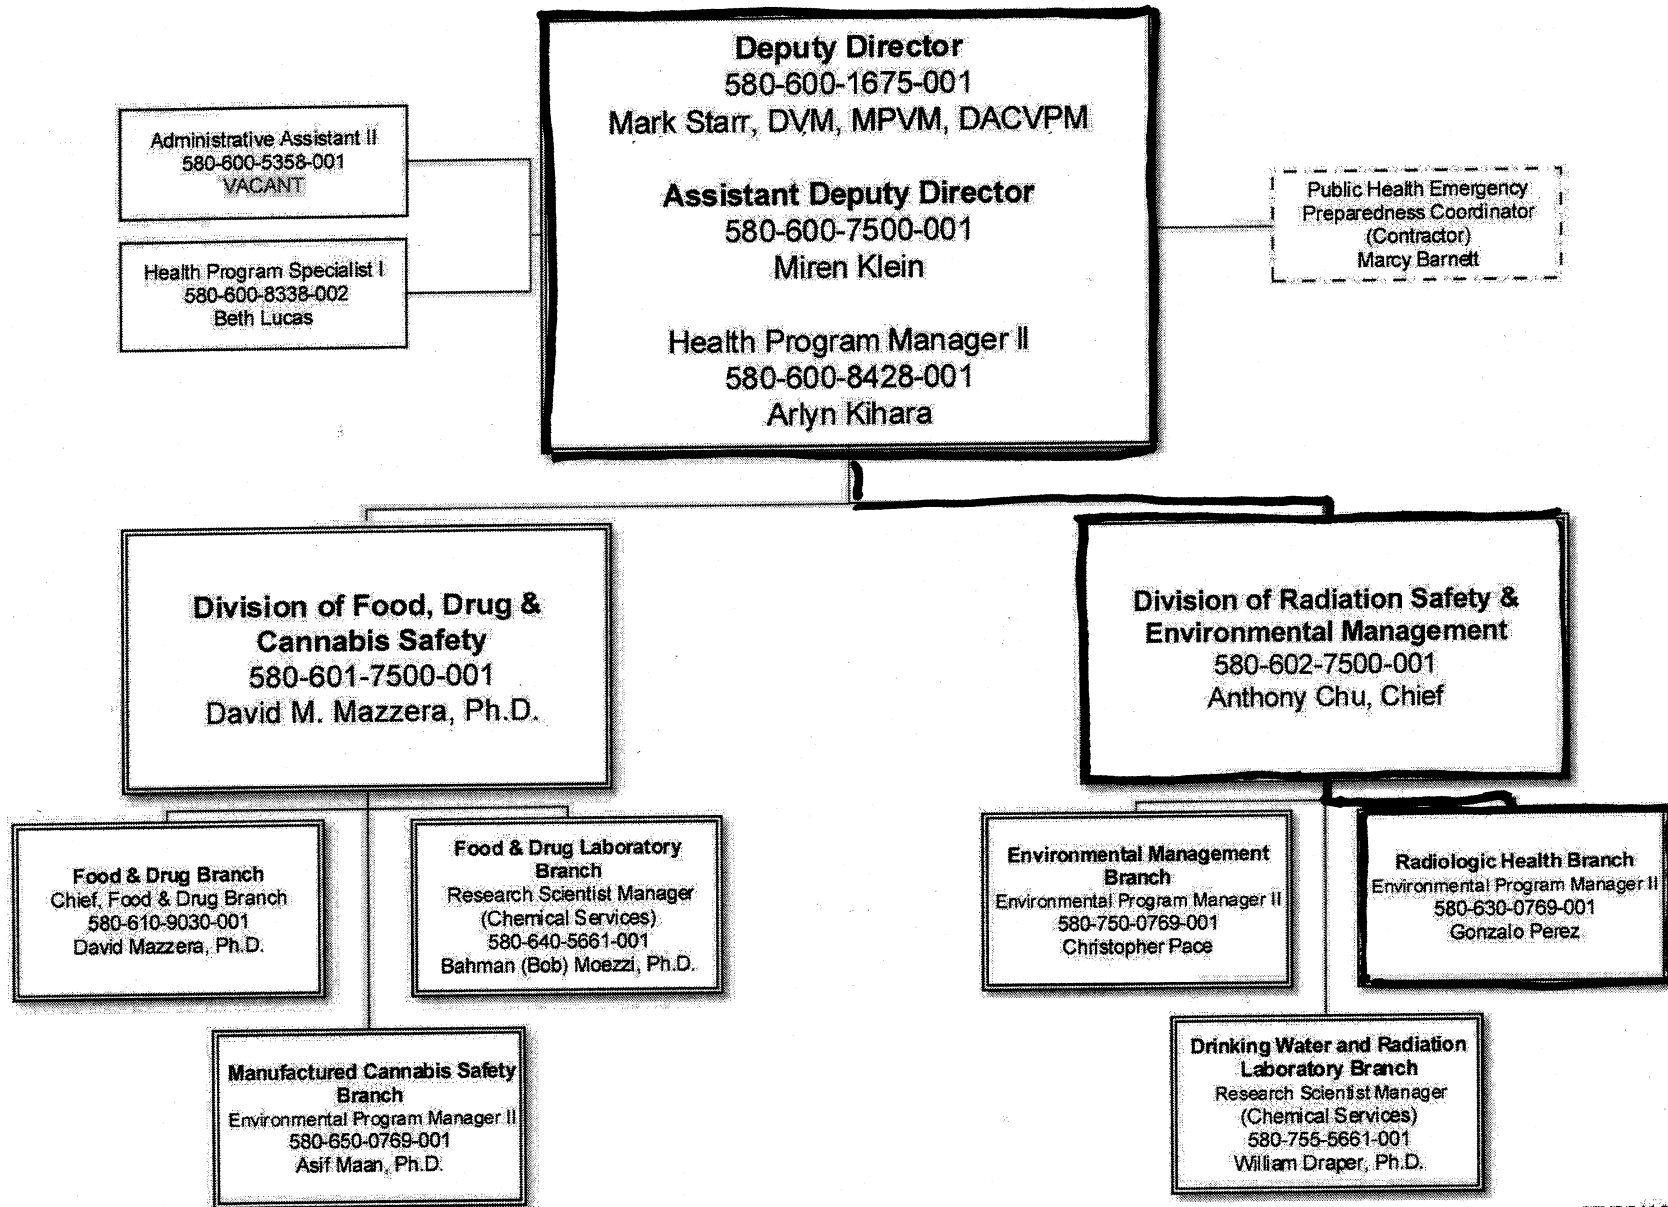 Deputy Director
580-600-1675-001
Mark Starr, DVM, MPVM, DACVPM
Assistant Deputy Director
580-600-7500-001
Miren Klein
Health Program Manager II
580-600-8428-001
Arlyn Kihara
Administrative Assistant II
580-600-5358-001
VACANT
Health Program Specialist I
580-600-8338-002
Beth Lucas
Public Health Emergency
Preparedness Coordinator
(Contractor)
Marcy Barnett
Division of Food, Drug &
Cannabis Safety
580-601-7500-001
David M. Mazzera, Ph.D.
Division of Radiation Safety &
Environmental Management
580-602-7500-001
Anthony Chu, Chief
Food & Drug Branch
Chief, Food & Drug Branch
580-610-9030-001
David Mazzera, Ph.D.
Food & Drug Laboratory
Branch
Research Scientist Manager
(Chemical Services)
580-640-5661-001
Bahman (Bob) Moezzi, Ph.D.
Manufactured Cannabis Safety
Branch
Environmental Program Manager II
580-650-0769-001
Asif Maan, Ph.D.
Environmental Management
Branch
Environmental Program Manager II
580-750-0769-001
Christopher Pace
Radiologic Health Branch
Environmental Program Manager II
580-630-0769-001
Gonzalo Perez
Drinking Water and Radiation
Laboratory Branch
Research Scientist Manager
(Chemical Services)
580-755-5661-001
William Draper, Ph.D.